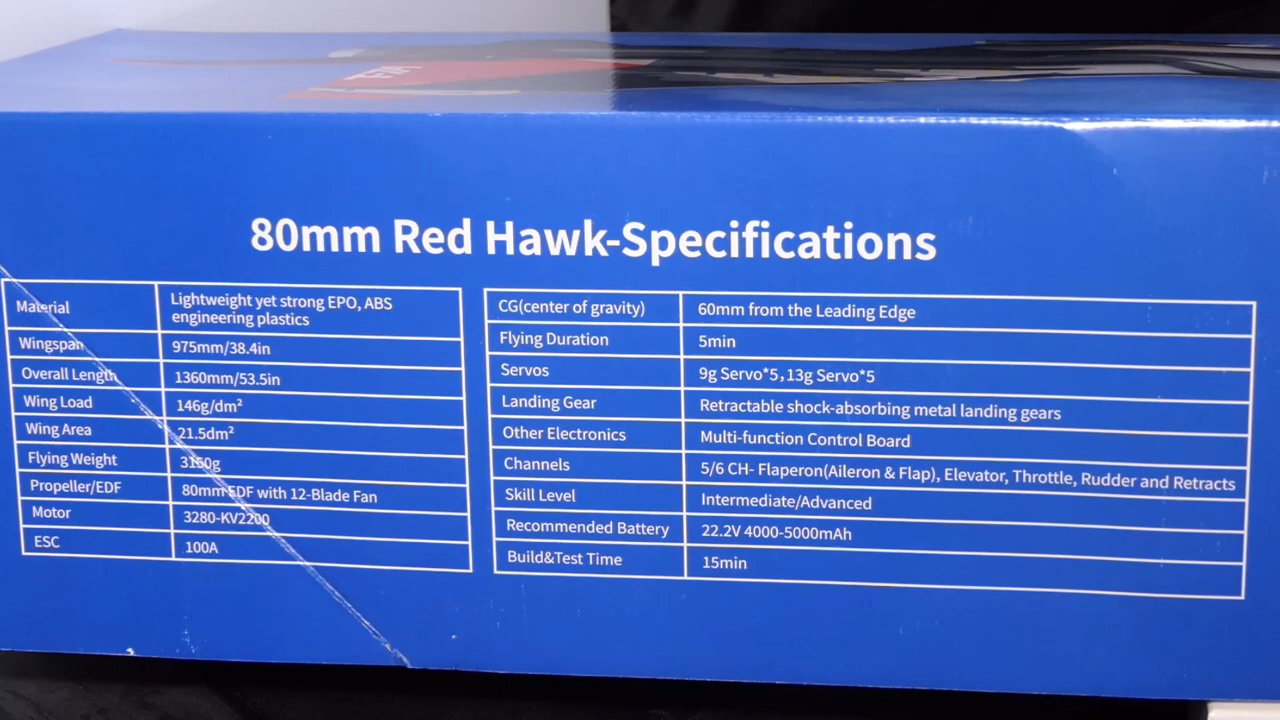 80mm Red Hawk-Specifications
Material
Lightweight yet strong EPO, ABS
engineering plastics
Wingspan
975mm/38.4in
Overall Length
1360mm/53.5in
Wing Load
146g/dm²
Wing Area
21.5dm²
Flying Weight
3150g
Propeller/EDF
80mm EDF with 12-Blade Fan
Motor
3280-KV2200
ESC
100A
CG(center of gravity)
60mm from the Leading Edge
Flying Duration
5min
Servos
9g Servo*5,13g Servo*5
Landing Gear
Retractable shock-absorbing metal landing gears
Other Electronics
Multi-function Control Board
Channels
5/6 CH- Flaperon(Aileron & Flap), Elevator, Throttle, Rudder and Retracts
Skill Level
Intermediate/Advanced
Recommended Battery
22.2V 4000-5000mAh
Build&Test Time
15min